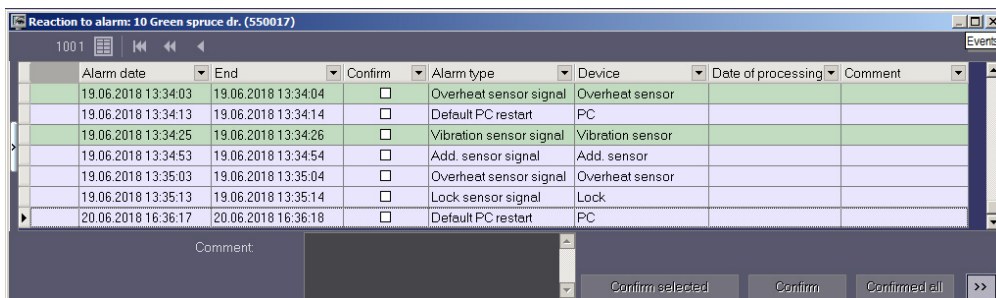 Reaction to alarm: 10 Green spruce dr. (550017)
1001
Events
Alarm date End Confirm Alarm type Device Date of processing Comment
19.06.2018 13:34:03 19.06.2018 13:34:04 Overheat sensor signal Overheat sensor
19.06.2018 13:34:13 19.06.2018 13:34:14 Default PC restart PC
19.06.2018 13:34:25 19.06.2018 13:34:26 Vibration sensor signal Vibration sensor
19.06.2018 13:34:53 19.06.2018 13:34:54 Add. sensor signal Add. sensor
19.06.2018 13:35:03 19.06.2018 13:35:04 Overheat sensor signal Overheat sensor
19.06.2018 13:35:13 19.06.2018 13:35:14 Lock sensor signal Lock
20.06.2018 16:36:17 20.06.2018 16:36:18 Default PC restart PC
Comment:
Confirm selected Confirm Confirmed all >>